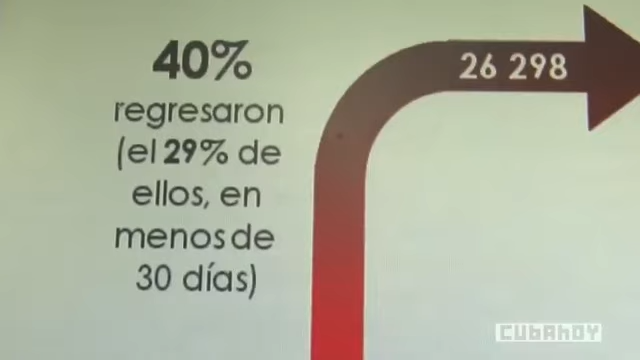 40%
26 298
regresaron
(el 29% de
ellos, en
menos de
30 días)
CUBAHOY